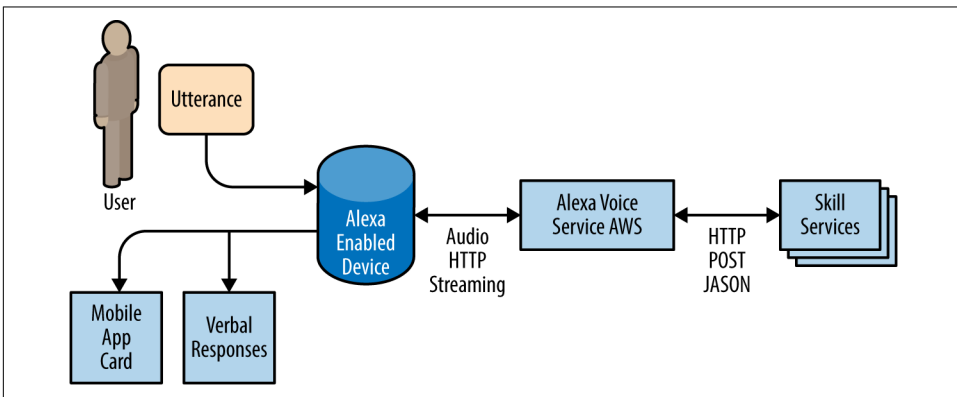 Utterance
User
Alexa
Enabled
Device
Audio
HTTP
Streaming
Alexa Voice
Service AWS
HTTP
POST
JASON
Skill
Services
Mobile
App
Card
Verbal
Responses